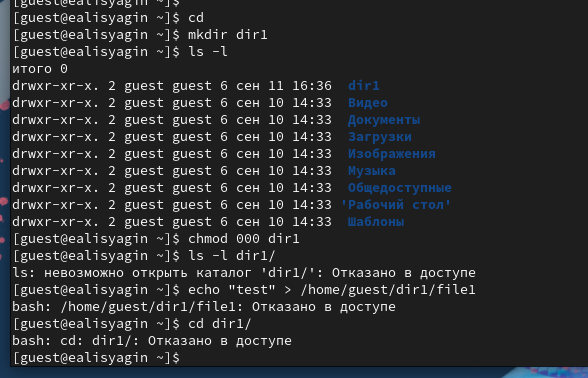 [guest@ealisyagin ~]$
[guest@ealisyagin ~]$ cd
[guest@ealisyagin ~]$ mkdir dir1
[guest@ealisyagin ~]$ ls -l
итого 0
drwxr-xr-x. 2 guest guest 6 сен 11 16:36  dir1
drwxr-xr-x. 2 guest guest 6 сен 10 14:33  Видео
drwxr-xr-x. 2 guest guest 6 сен 10 14:33  Документы
drwxr-xr-x. 2 guest guest 6 сен 10 14:33  Загрузки
drwxr-xr-x. 2 guest guest 6 сен 10 14:33  Изображения
drwxr-xr-x. 2 guest guest 6 сен 10 14:33  Музыка
drwxr-xr-x. 2 guest guest 6 сен 10 14:33  Общедоступные
drwxr-xr-x. 2 guest guest 6 сен 10 14:33 'Рабочий стол'
drwxr-xr-x. 2 guest guest 6 сен 10 14:33  Шаблоны
[guest@ealisyagin ~]$ chmod 000 dir1
[guest@ealisyagin ~]$ ls -l dir1/
ls: невозможно открыть каталог 'dir1/': Отказано в доступе
[guest@ealisyagin ~]$ echo "test" > /home/guest/dir1/file1
bash: /home/guest/dir1/file1: Отказано в доступе
[guest@ealisyagin ~]$ cd dir1/
bash: cd: dir1/: Отказано в доступе
[guest@ealisyagin ~]$